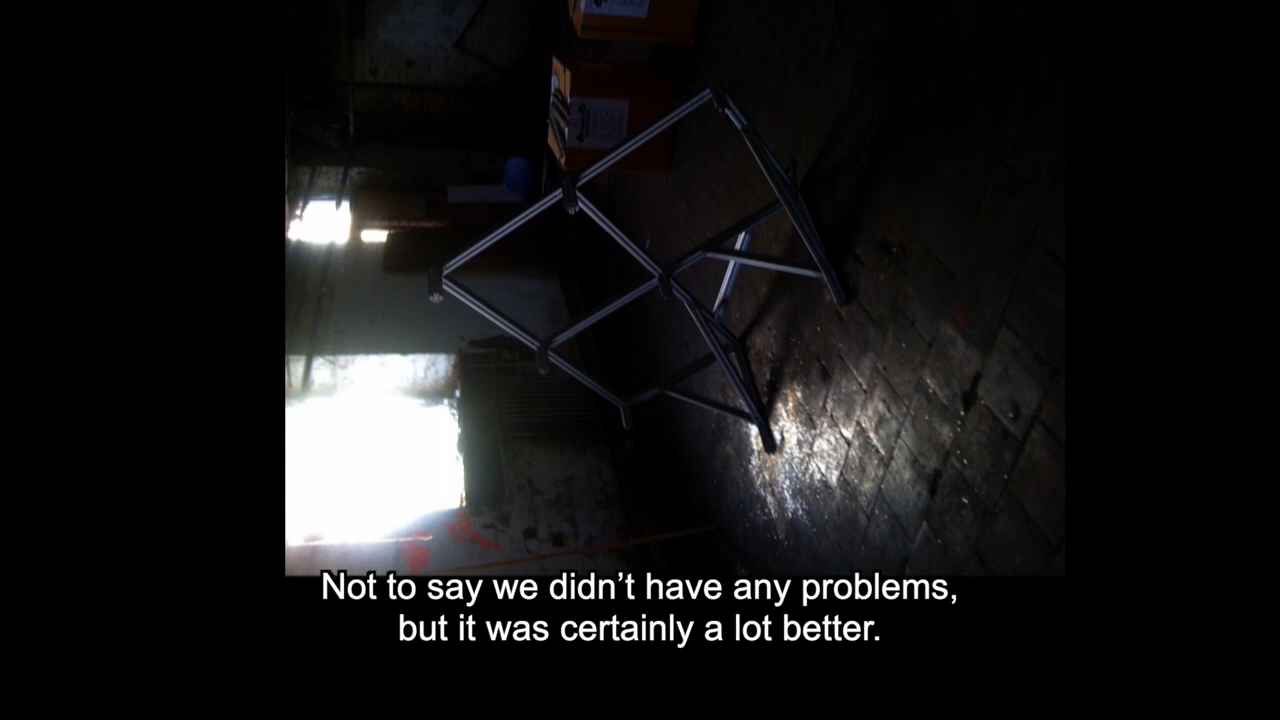 Not to say we didn’t have any problems,
but it was certainly a lot better.